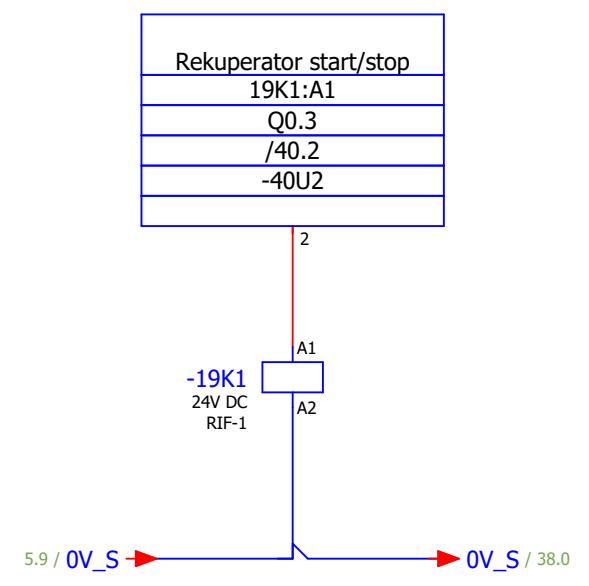 Rekuperator start/stop
19K1:A1
Q0.3
/40.2
-40U2
2
A1
-19K1
24V DC
RIF-1
A2
5.9 / 0V_S
0V_S / 38.0